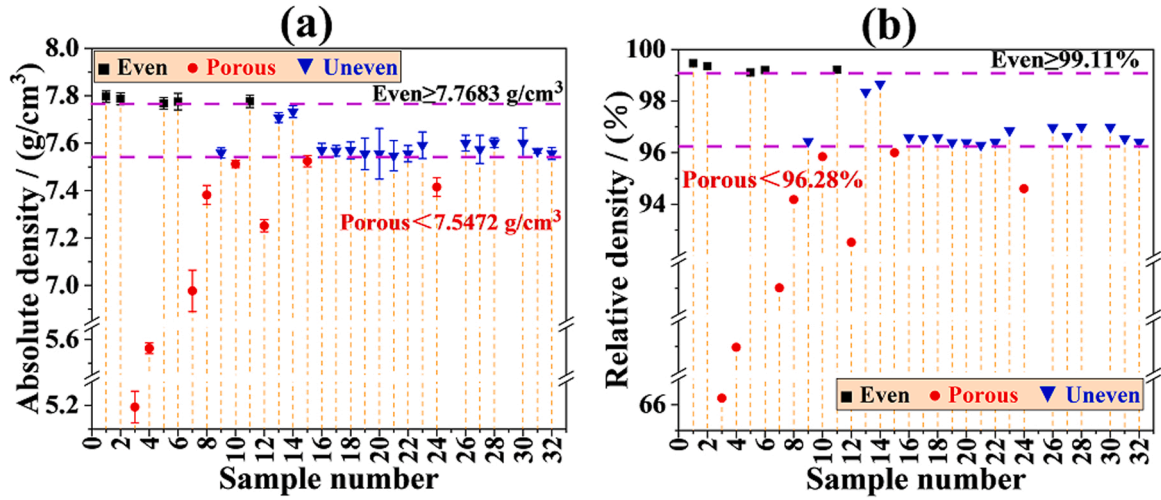 (a)
Absolute density / (g/cm³)
8.0
7.8
7.6
7.4
7.2
7.0
5.6
5.2
Even Porous Uneven
Even≥7.7683 g/cm³
Porous<7.5472 g/cm³
0 2 4 6 8 10 12 14 16 18 20 22 24 26 28 30 32
Sample number
(b)
Relative density / (%)
100
98
96
94
66
Even≥99.11%
Porous<96.28%
Even Porous Uneven
0 2 4 6 8 10 12 14 16 18 20 22 24 26 28 30 32
Sample number